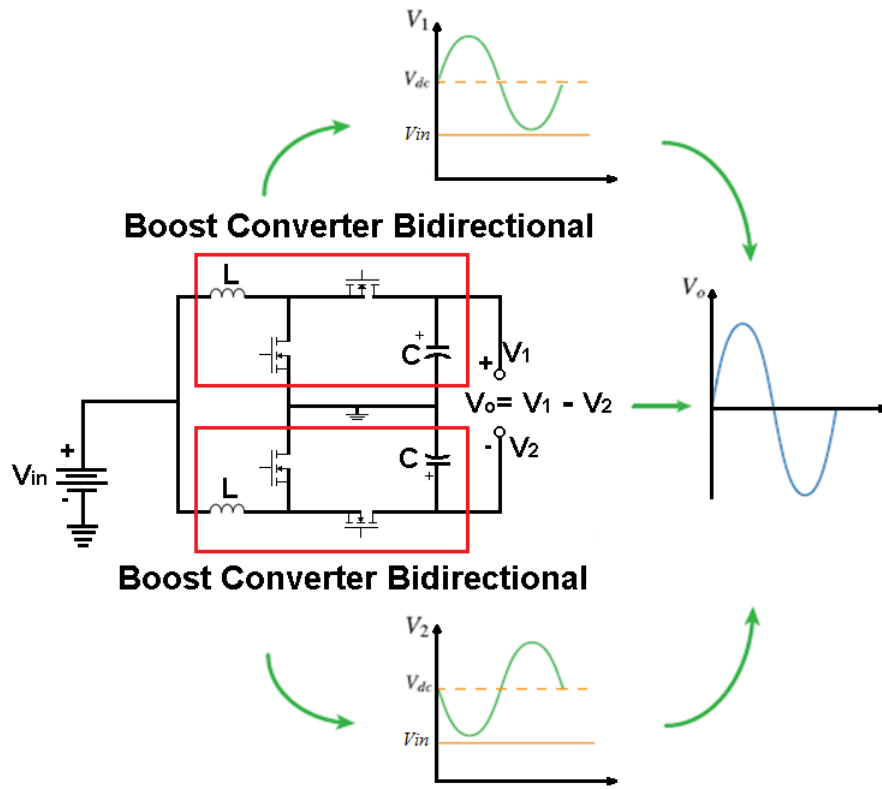 V1
Vdc
Vin
Boost Converter Bidirectional
L
C
+
+
V1
Vo= V1 - V2
Vo
+
Vin
-
L
C
+
-
V2
Boost Converter Bidirectional
V2
Vdc
Vin